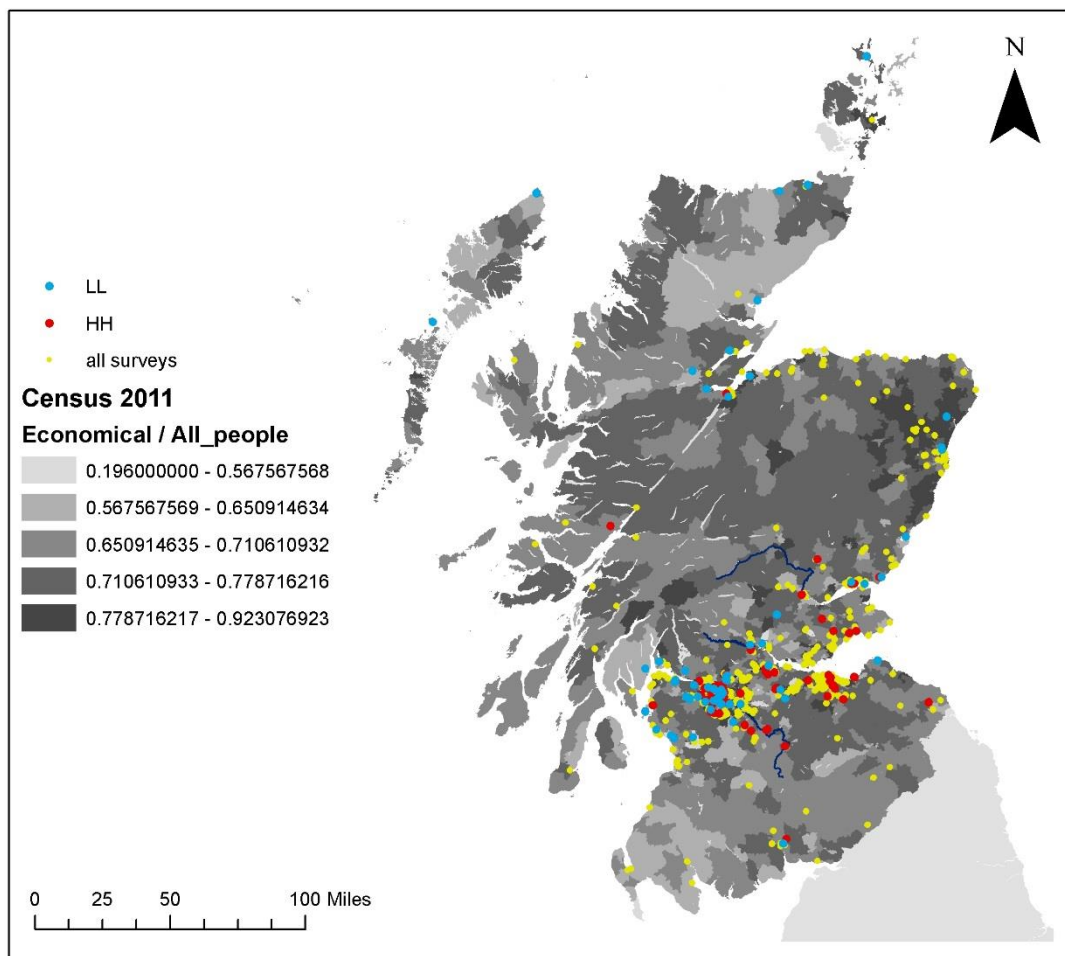 N
LL
HH
all surveys
Census 2011
Economical / All_people
0.196000000 - 0.567567568
0.567567569 - 0.650914634
0.650914635 - 0.710610932
0.710610933 - 0.778716216
0.778716217 - 0.923076923
0 25 50 100 Miles